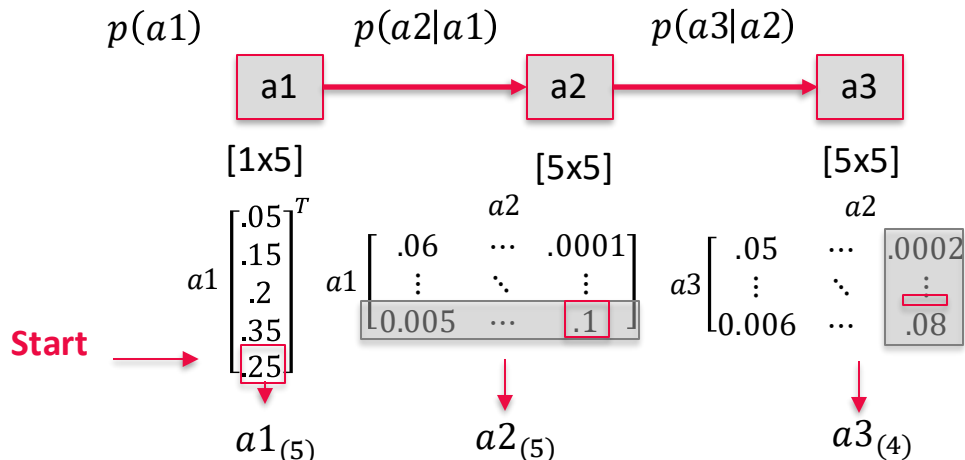 p(a1) p(a2|a1) p(a3|a2)
a1 a2 a3
[1x5] [5x5] [5x5]
a2 a2
.05 T
.15
.2
.35
.25
a1
a1
.06 ⋯ .0001
⋮ ⋱ ⋮
0.005 ⋯ .1
a3
.05 ⋯ .0002
⋮ ⋱ ⋮
0.006 ⋯ .08
Start
a1(5) a2(5) a3(4)